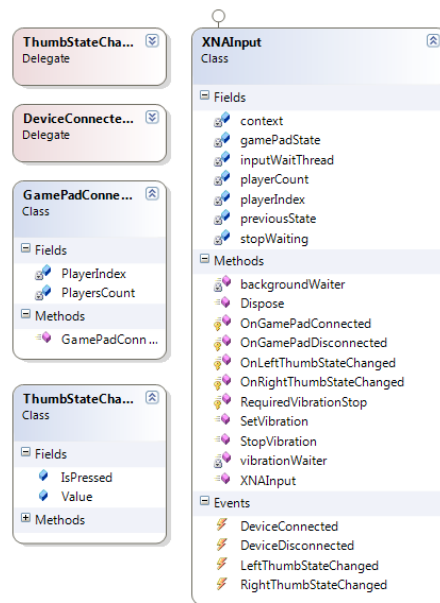 ThumbStateCha...
Delegate
DeviceConnecte...
Delegate
GamePadConne...
Class
Fields
PlayerIndex
PlayersCount
Methods
GamePadConn ...
ThumbStateCha...
Class
Fields
IsPressed
Value
Methods
XNAInput
Class
Fields
context
gamePadState
inputWaitThread
playerCount
playerIndex
previousState
stopWaiting
Methods
backgroundWaiter
Dispose
OnGamePadConnected
OnGamePadDisconnected
OnLeftThumbStateChanged
OnRightThumbStateChanged
RequiredVibrationStop
SetVibration
StopVibration
vibrationWaiter
XNAInput
Events
DeviceConnected
DeviceDisconnected
LeftThumbStateChanged
RightThumbStateChanged